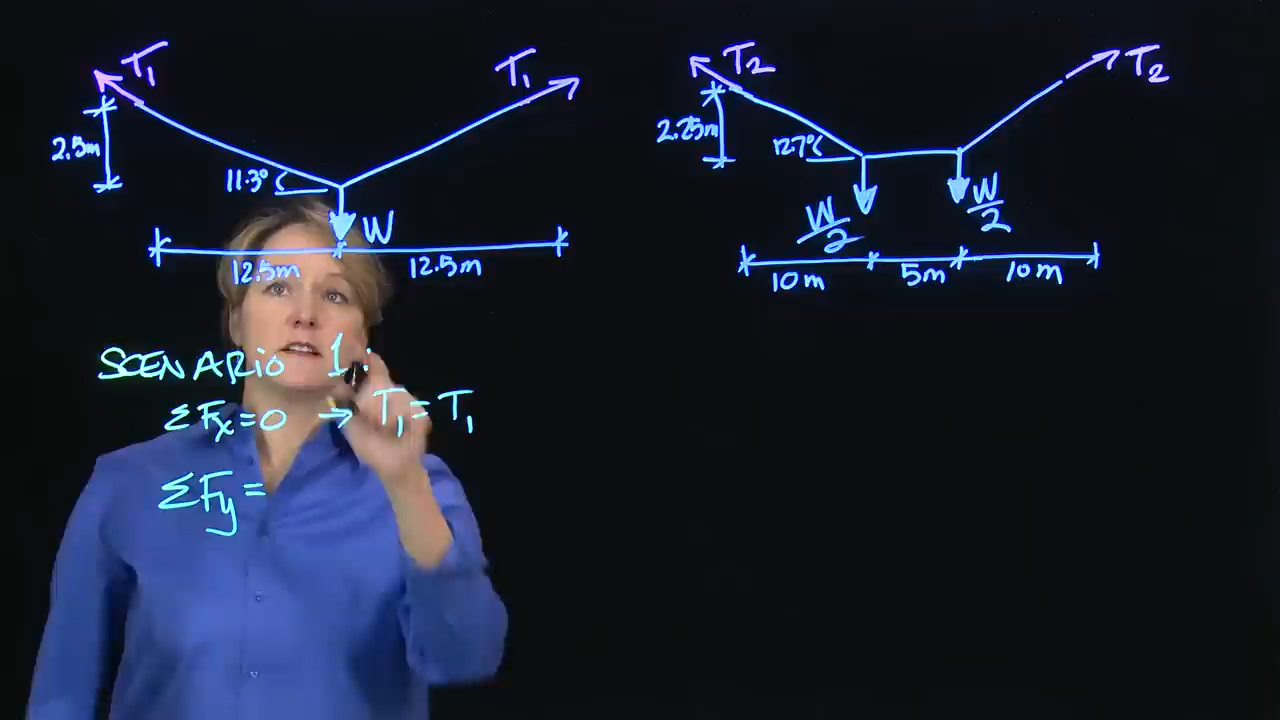 T₁ T₁
2.5m
11.3°
W
12.5m 12.5m
T₂ T₂
2.25m
12.7°
W/2 W/2
10m 5m 10m
SCENARIO 1:
ΣFx=0 → T₁=T₁
ΣFy=